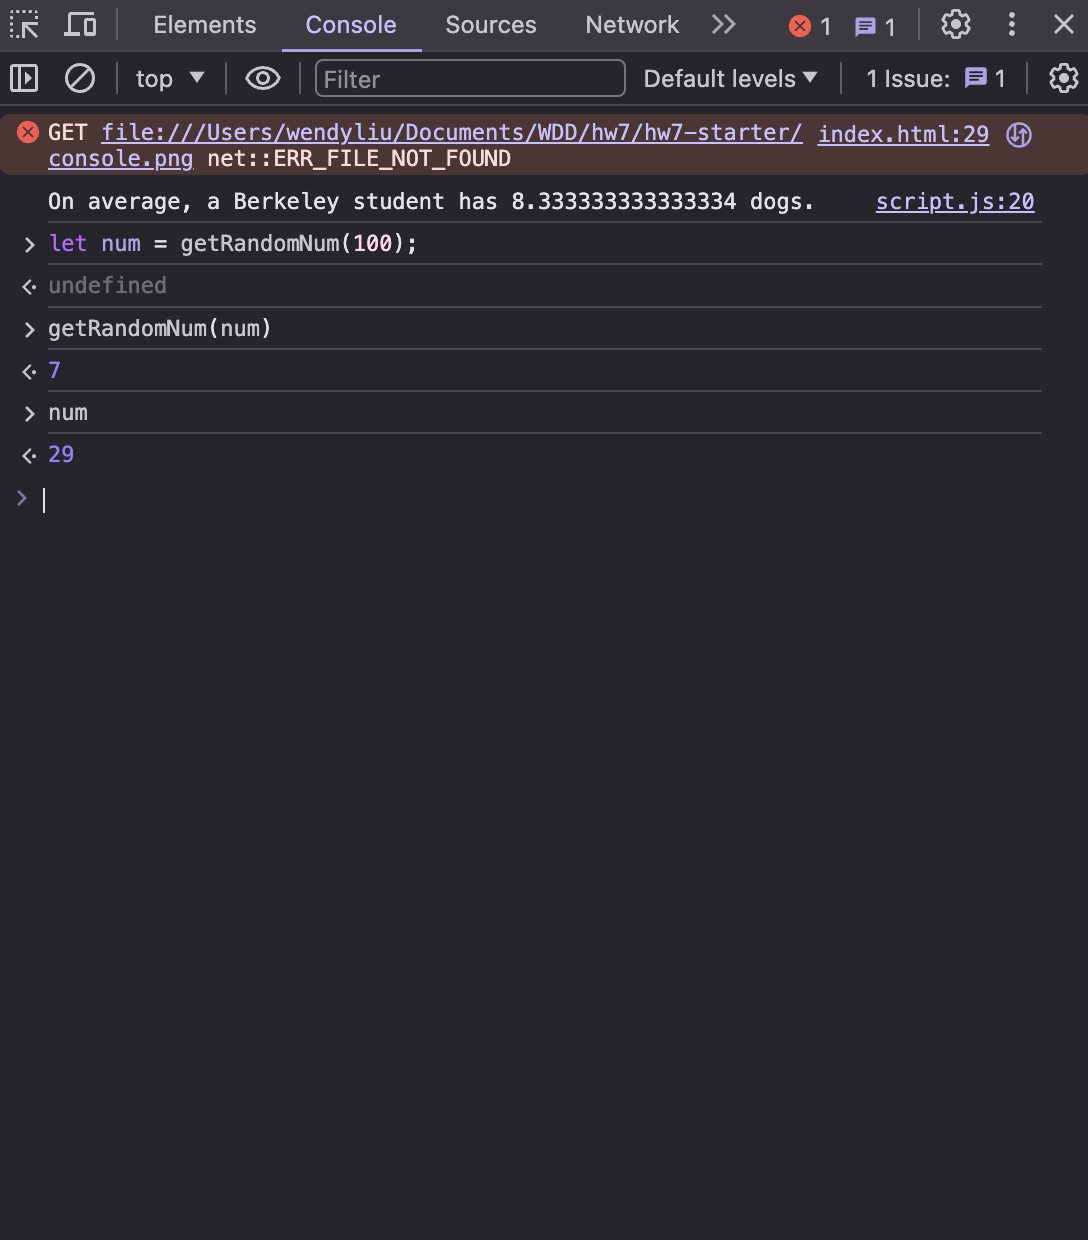 Elements Console Sources Network 1 1
top Filter Default levels 1 Issue: 1
GET file:///Users/wendyliu/Documents/WDD/hw7/hw7-starter/ index.html:29
console.png net::ERR_FILE_NOT_FOUND
On average, a Berkeley student has 8.333333333333334 dogs. script.js:20
let num = getRandomNum(100);
undefined
getRandomNum(num)
7
num
29